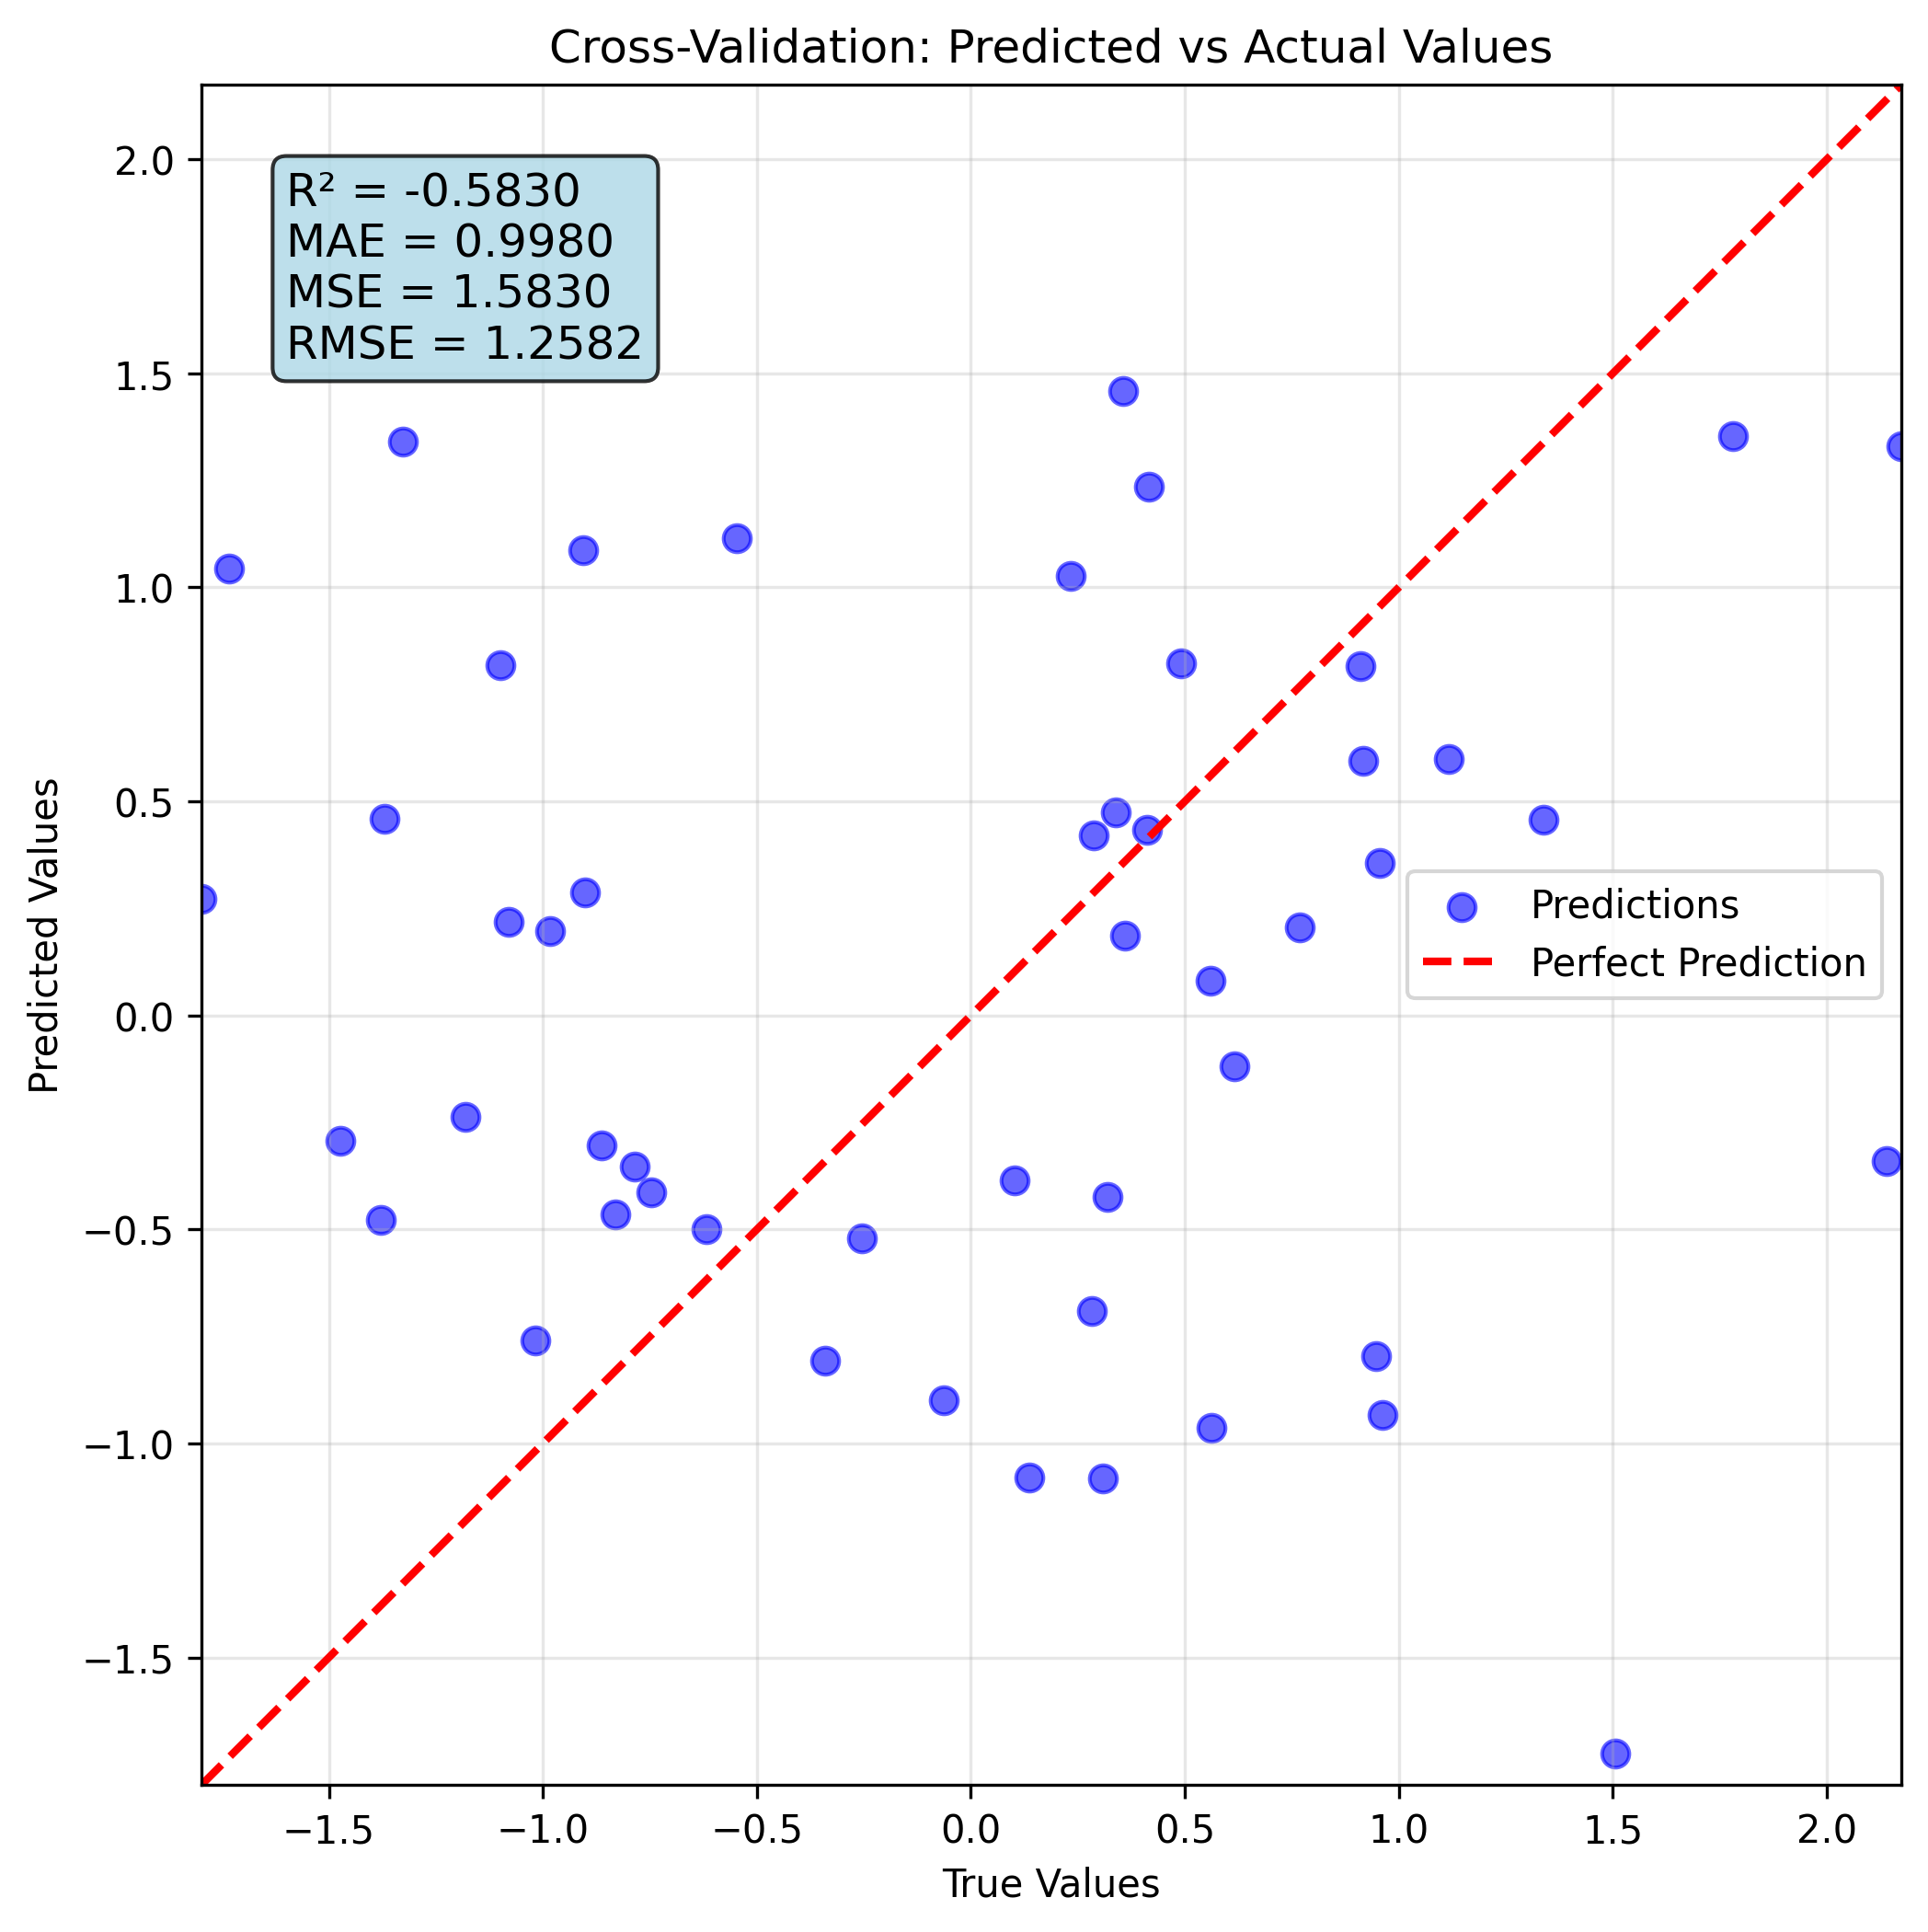 Cross-Validation: Predicted vs Actual Values
R² = -0.5830
MAE = 0.9980
MSE = 1.5830
RMSE = 1.2582
2.0
1.5
1.0
0.5
0.0
−0.5
−1.0
−1.5
Predicted Values
Predictions
Perfect Prediction
−1.5 −1.0 −0.5 0.0 0.5 1.0 1.5 2.0
True Values